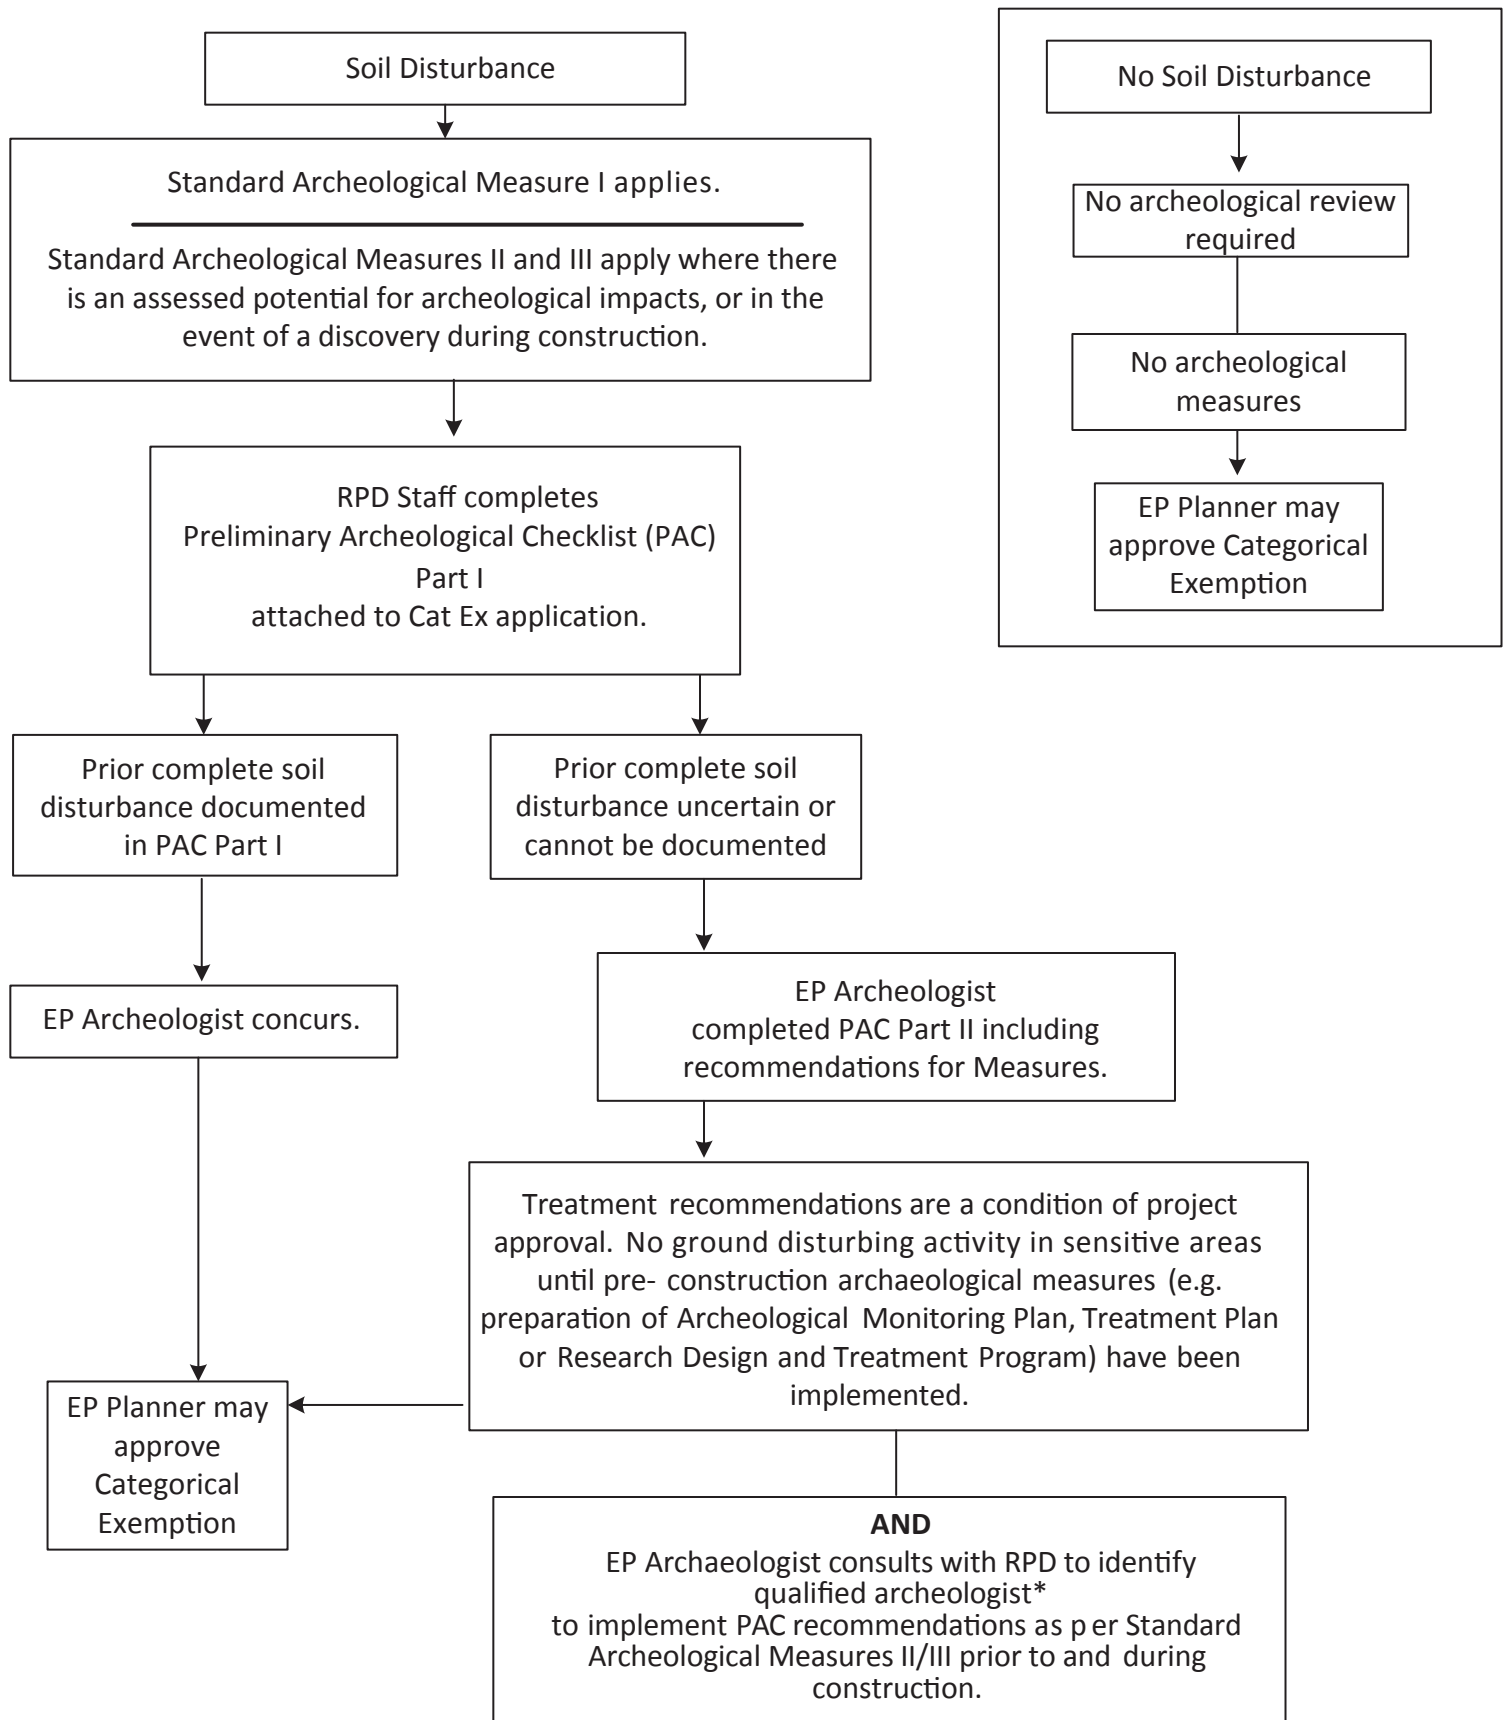 Soil Disturbance
Standard Archeological Measure I applies.
Standard Archeological Measures II and III apply where there
is an assessed potential for archeological impacts, or in the
event of a discovery during construction.
RPD Staff completes
Preliminary Archeological Checklist (PAC)
Part I
attached to Cat Ex application.
Prior complete soil
disturbance documented
in PAC Part I
EP Archeologist concurs.
Prior complete soil
disturbance uncertain or
cannot be documented
EP Archeologist
completed PAC Part II including
recommendations for Measures.
Treatment recommendations are a condition of project
approval. No ground disturbing activity in sensitive areas
until pre- construction archaeological measures (e.g.
preparation of Archeological Monitoring Plan, Treatment Plan
or Research Design and Treatment Program) have been
implemented.
EP Planner may
approve
Categorical
Exemption
AND
EP Archaeologist consults with RPD to identify
qualified archeologist*
to implement PAC recommendations as per Standard
Archeological Measures II/III prior to and during
construction.
No Soil Disturbance
No archeological review
required
No archeological
measures
EP Planner may
approve Categorical
Exemption